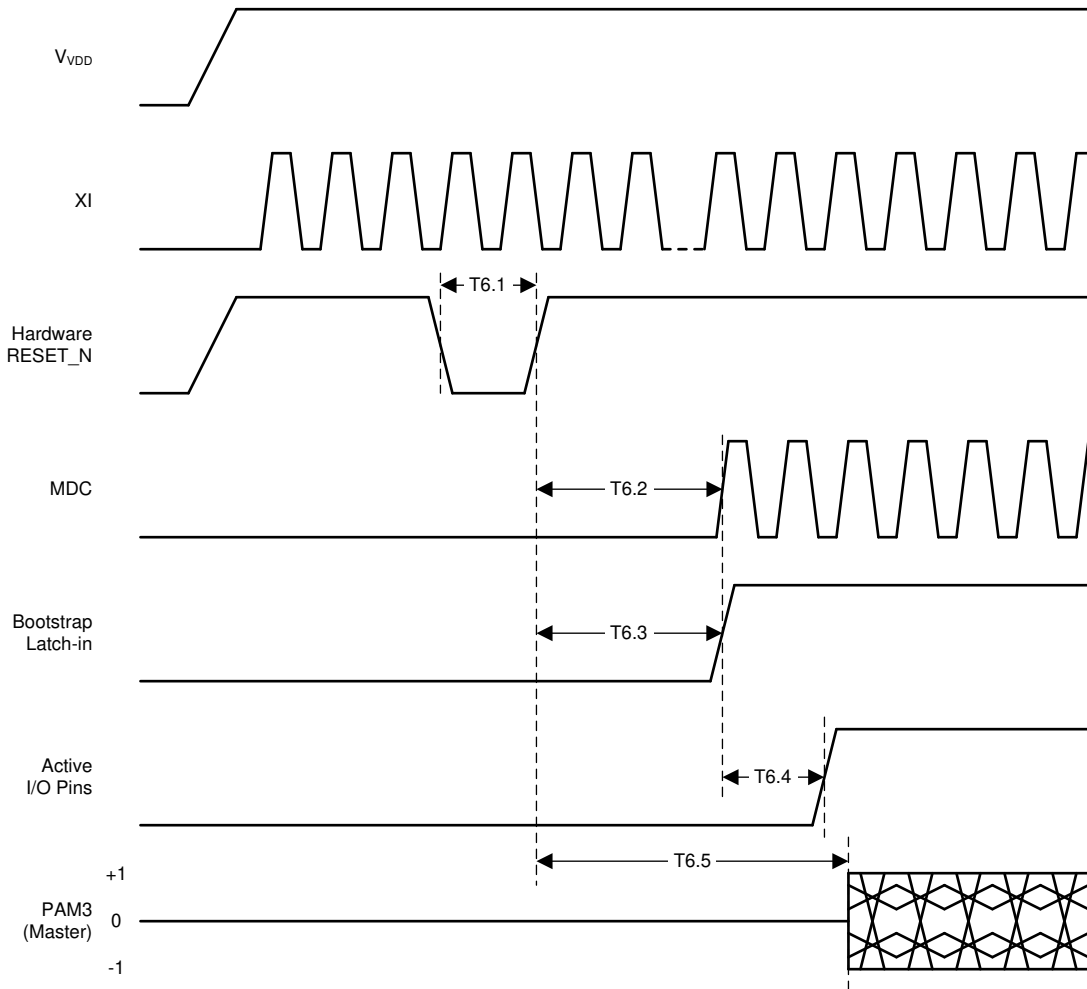 VVDD
XI
T6.1
Hardware
RESET_N
MDC
T6.2
Bootstrap
Latch-in
T6.3
Active
I/O Pins
T6.4
T6.5
+1
PAM3
(Master)
0
-1